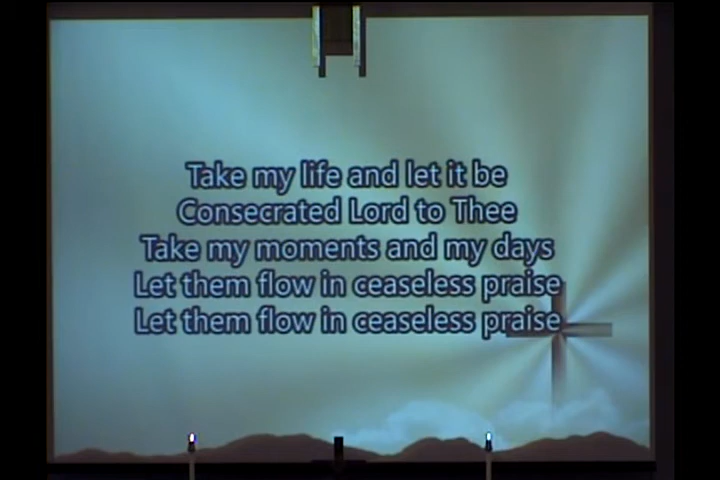 Take my life and let it be
Consecrated Lord to Thee
Take my moments and my days
Let them flow in ceaseless praise
Let them flow in ceaseless praise